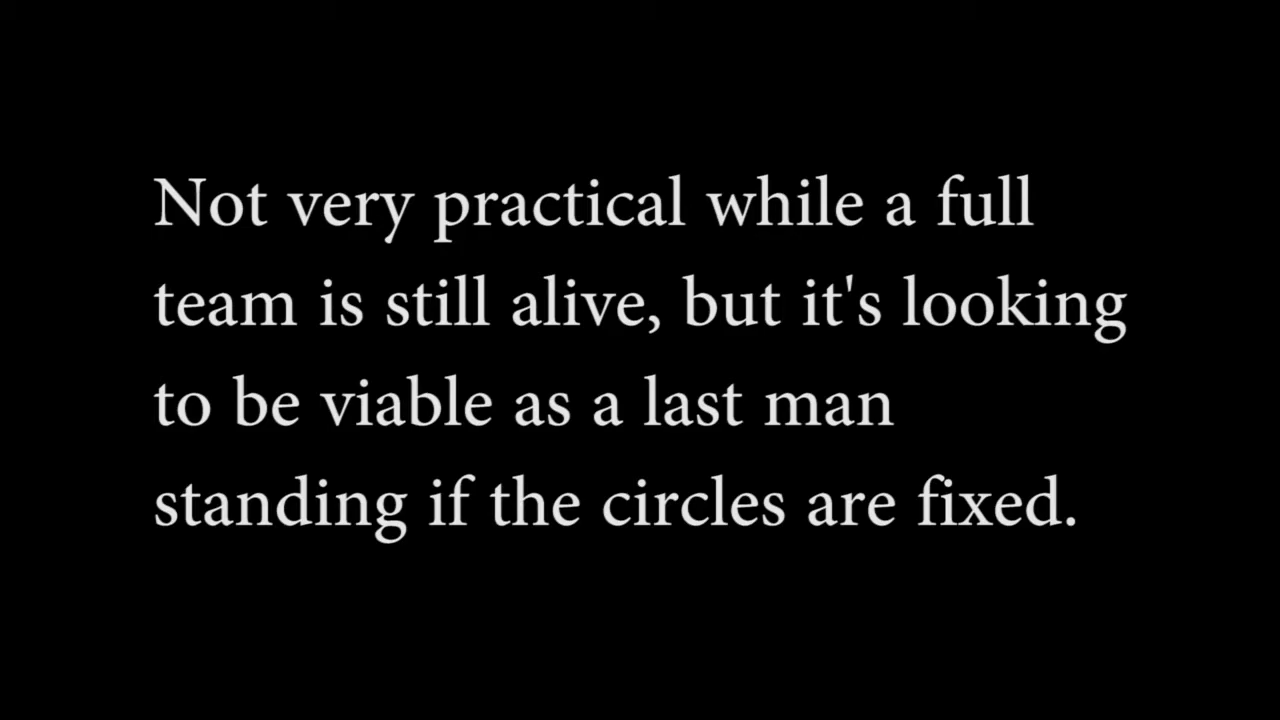 Not very practical while a full
team is still alive, but it's looking
to be viable as a last man
standing if the circles are fixed.